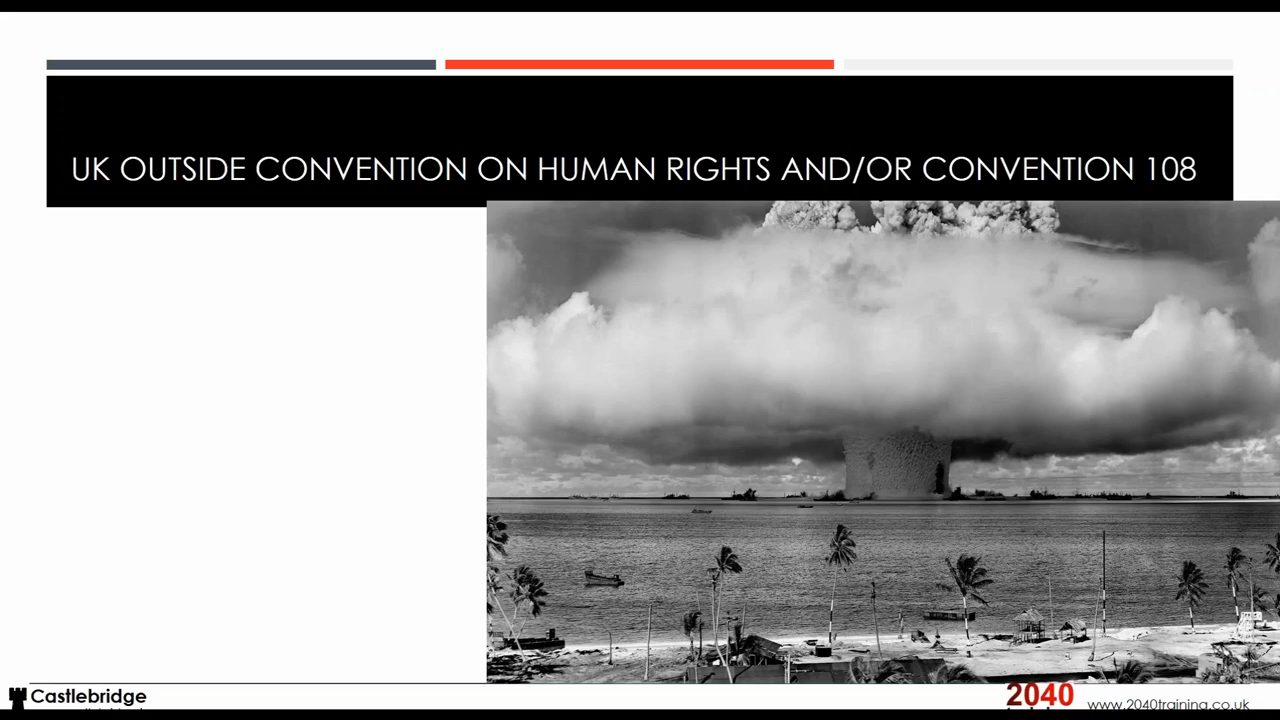 UK OUTSIDE CONVENTION ON HUMAN RIGHTS AND/OR CONVENTION 108
Castlebridge
2040
www.2040training.co.uk